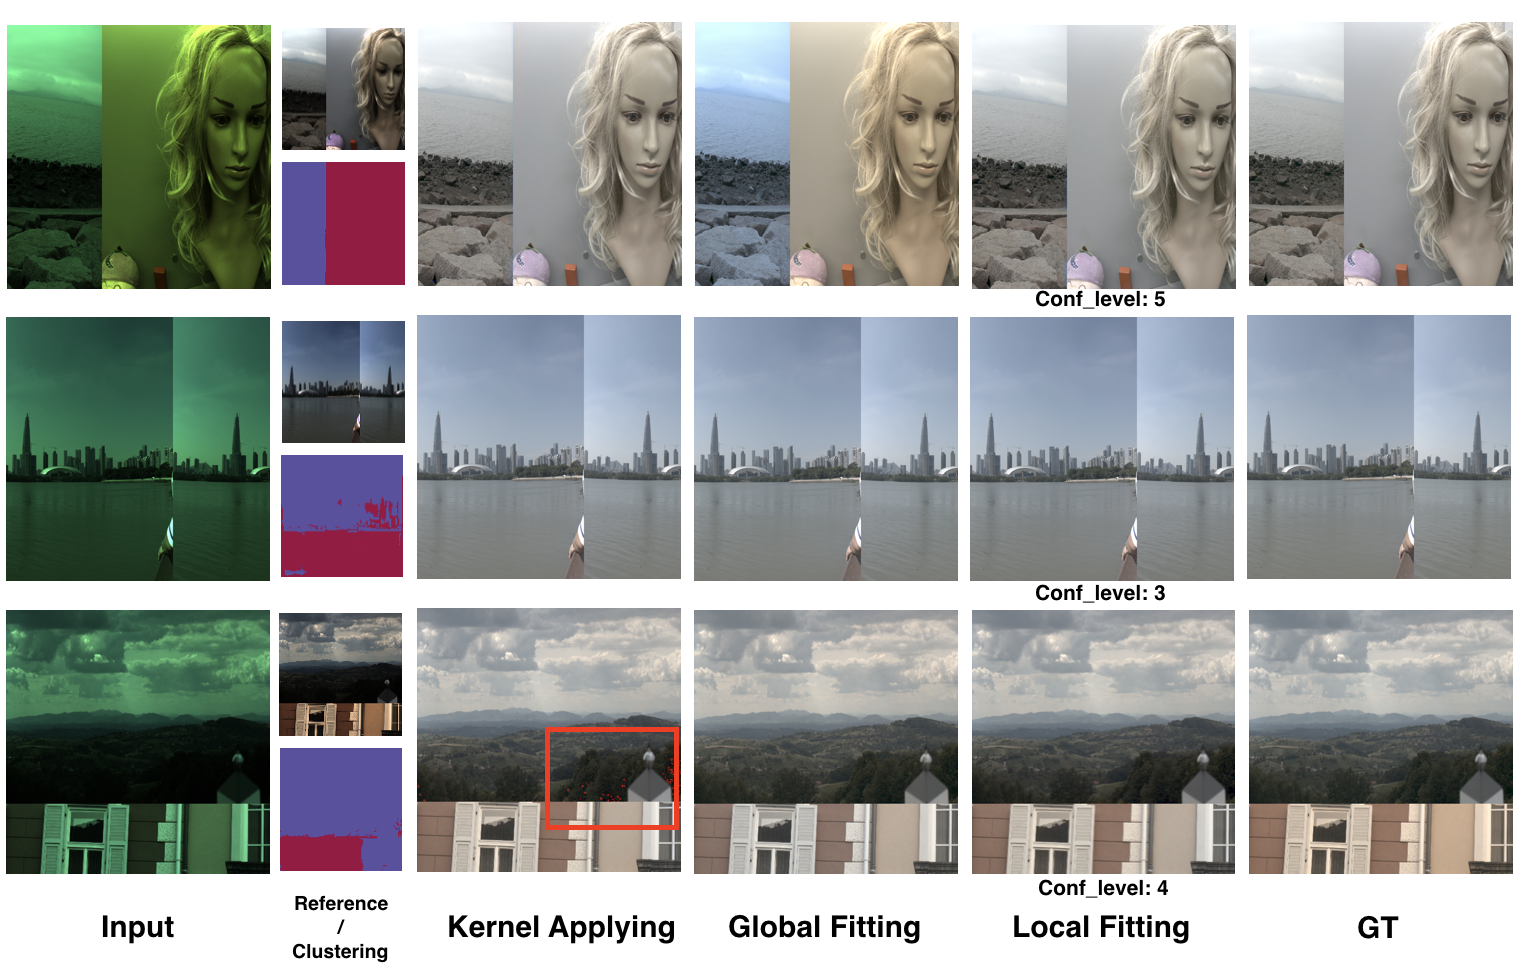 Conf_level: 5
Conf_level: 3
Conf_level: 4
Input
Reference
/
Clustering
Kernel Applying
Global Fitting
Local Fitting
GT